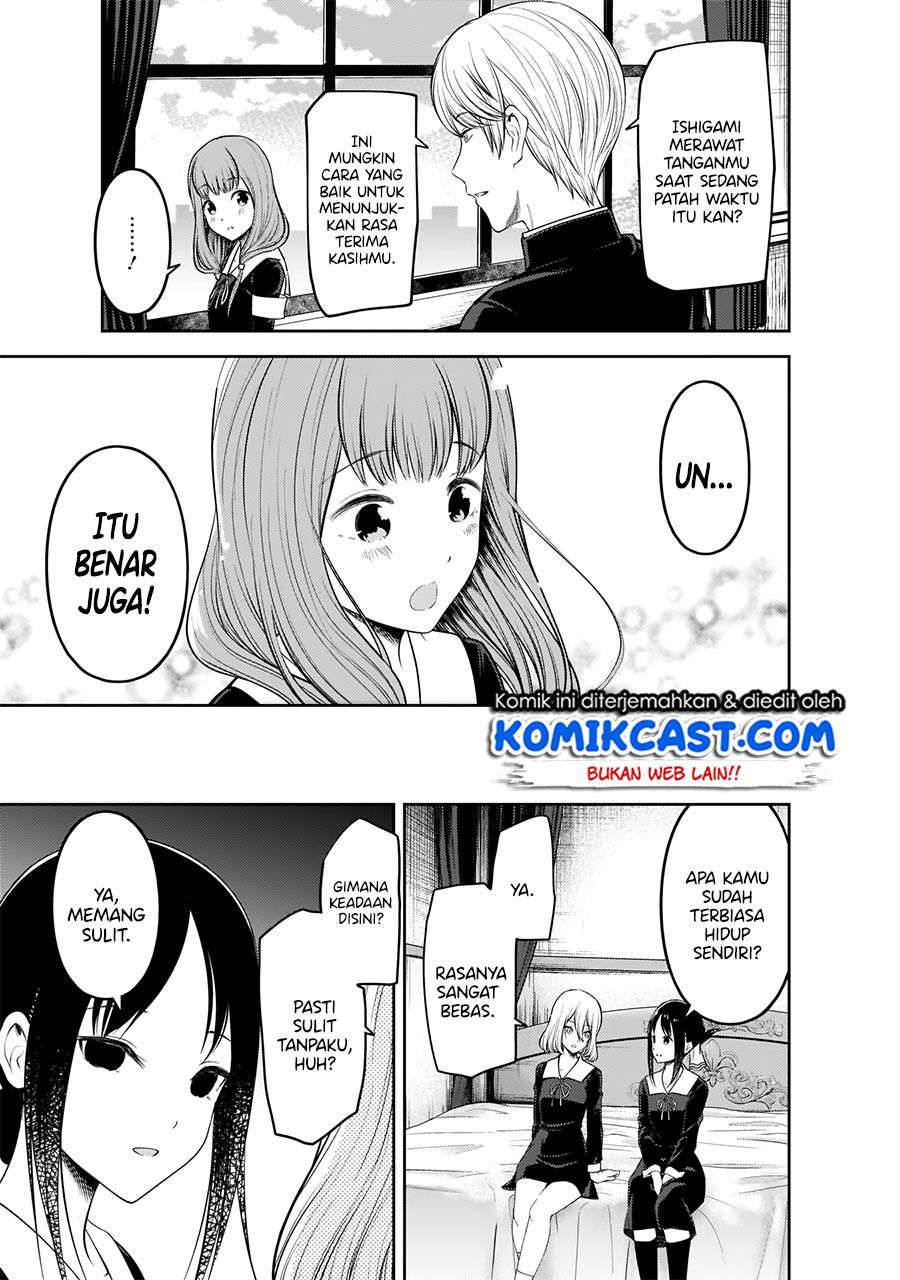 ISHIGAMI
MERAWAT
TANGANMU
SAAT SEDANG
PATAH WAKTU
ITU KAN?
INI
MUNGKIN
CARA YANG
BAIK UNTUK
MENUNJUK-
KAN RASA
TERIMA
KASIHMU.
......!
UN...
ITU
BENAR
JUGA!
Komik ini diterjemahkan & diedit oleh
KOMIKCAST.COM
BUKAN WEB LAIN!!
APA KAMU
SUDAH
TERBIASA
HIDUP
SENDIRI?
YA.
RASANYA
SANGAT
BEBAS.
GIMANA
KEADAAN
DISINI?
PASTI
SULIT
TANPAKU,
HUH?
YA,
MEMANG
SULIT.